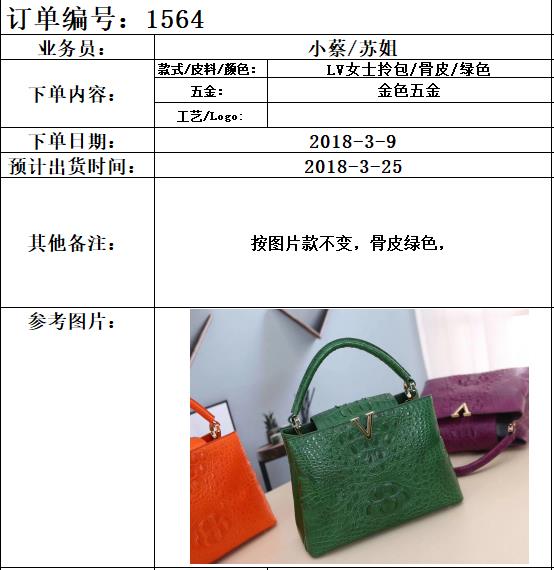 订单编号：1564
业务员： 小蔡/苏姐
下单内容： 款式/皮料/颜色： LV女士拎包/骨皮/绿色
五金： 金色五金
工艺/Logo:
下单日期： 2018-3-9
预计出货时间： 2018-3-25
其他备注： 按图片款不变，骨皮绿色，
参考图片：